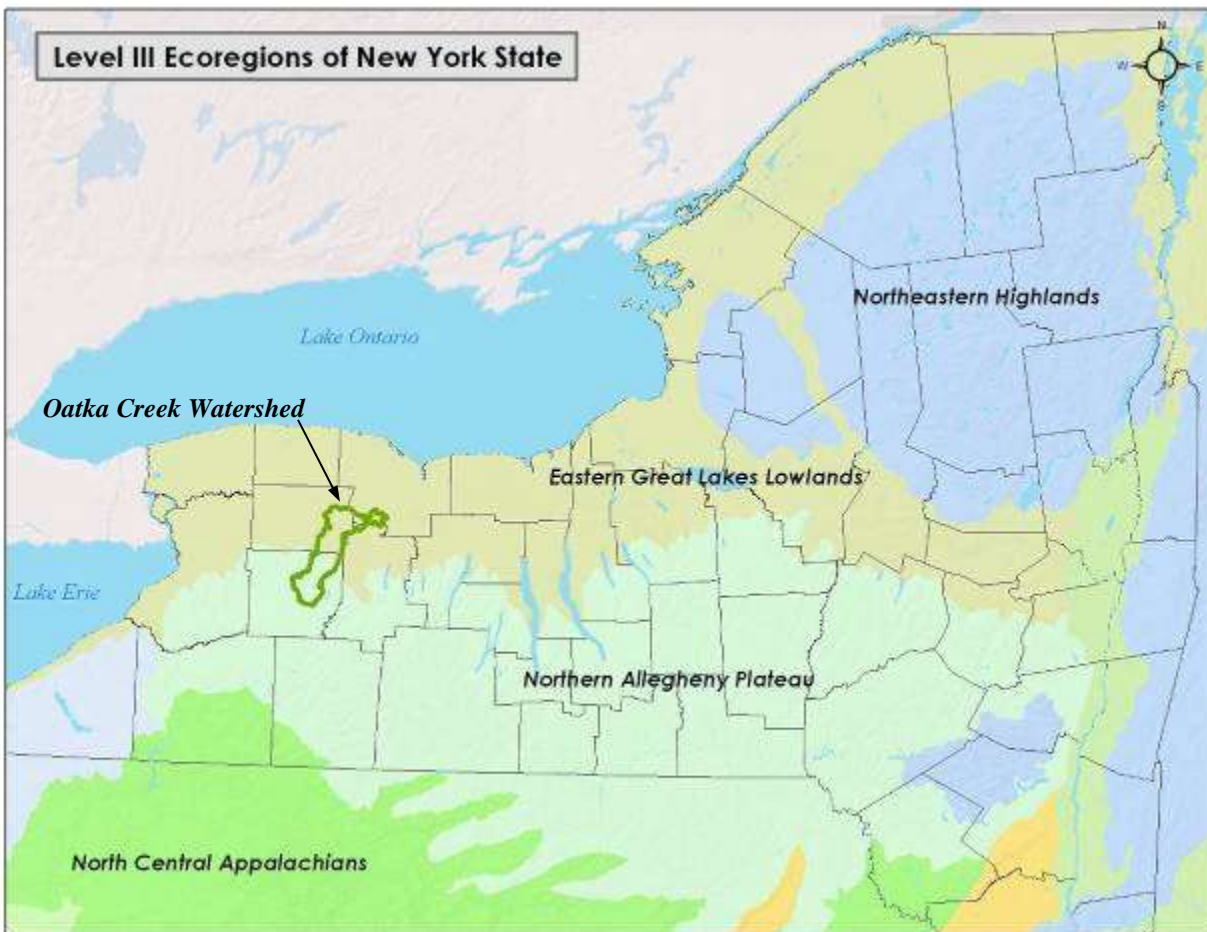 Level III Ecoregions of New York State
N
W
E
S
Northeastern Highlands
Lake Ontario
Oatka Creek Watershed
Eastern Great Lakes Lowlands
Lake Erie
Northern Allegheny Plateau
North Central Appalachians